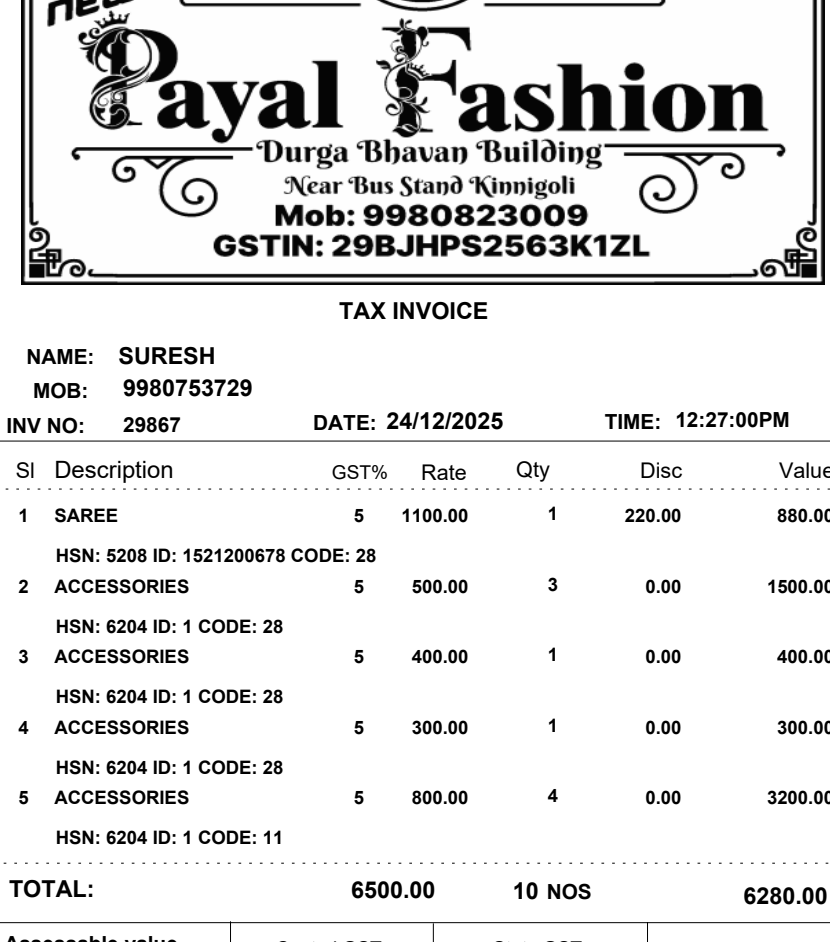 new
Payal Fashion
Durga Bhavan Building
Near Bus Stand Kinnigoli
Mob: 9980823009
GSTIN: 29BJHPS2563K1ZL
TAX INVOICE
NAME: SURESH
MOB: 9980753729
INV NO: 29867 DATE: 24/12/2025 TIME: 12:27:00PM
Sl Description GST% Rate Qty Disc Value
1 SAREE 5 1100.00 1 220.00 880.00
HSN: 5208 ID: 1521200678 CODE: 28
2 ACCESSORIES 5 500.00 3 0.00 1500.00
HSN: 6204 ID: 1 CODE: 28
3 ACCESSORIES 5 400.00 1 0.00 400.00
HSN: 6204 ID: 1 CODE: 28
4 ACCESSORIES 5 300.00 1 0.00 300.00
HSN: 6204 ID: 1 CODE: 28
5 ACCESSORIES 5 800.00 4 0.00 3200.00
HSN: 6204 ID: 1 CODE: 11
TOTAL: 6500.00 10 NOS 6280.00